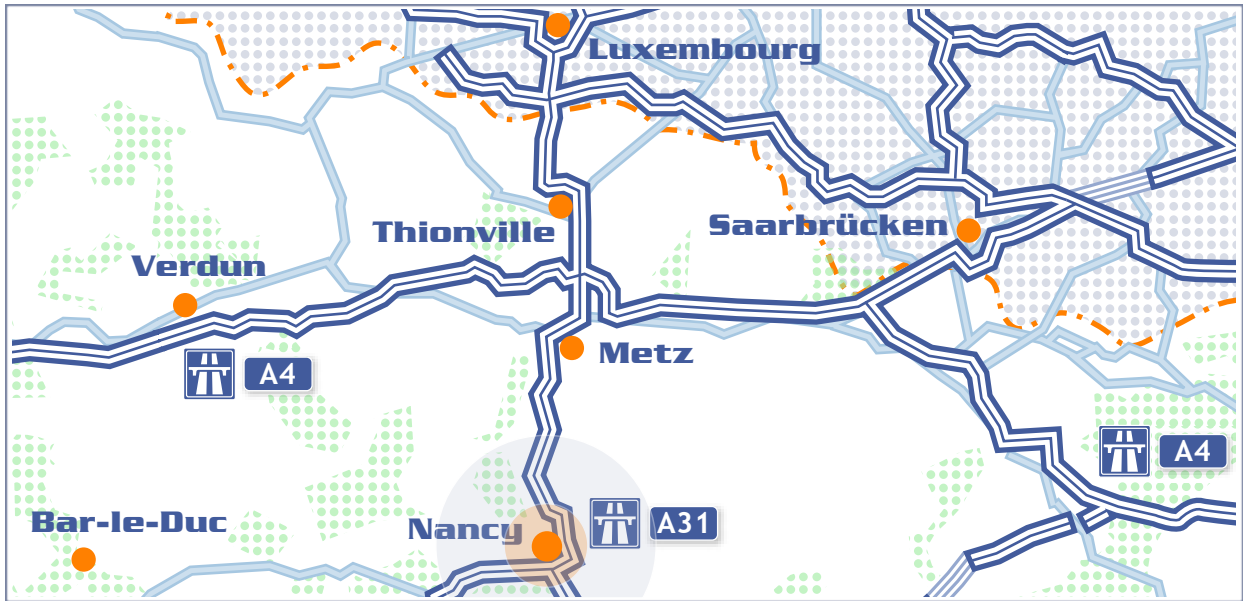 Luxembourg
Thionville
Saarbrücken
Verdun
Metz
A4
A4
Bar-le-Duc
Nancy
A31